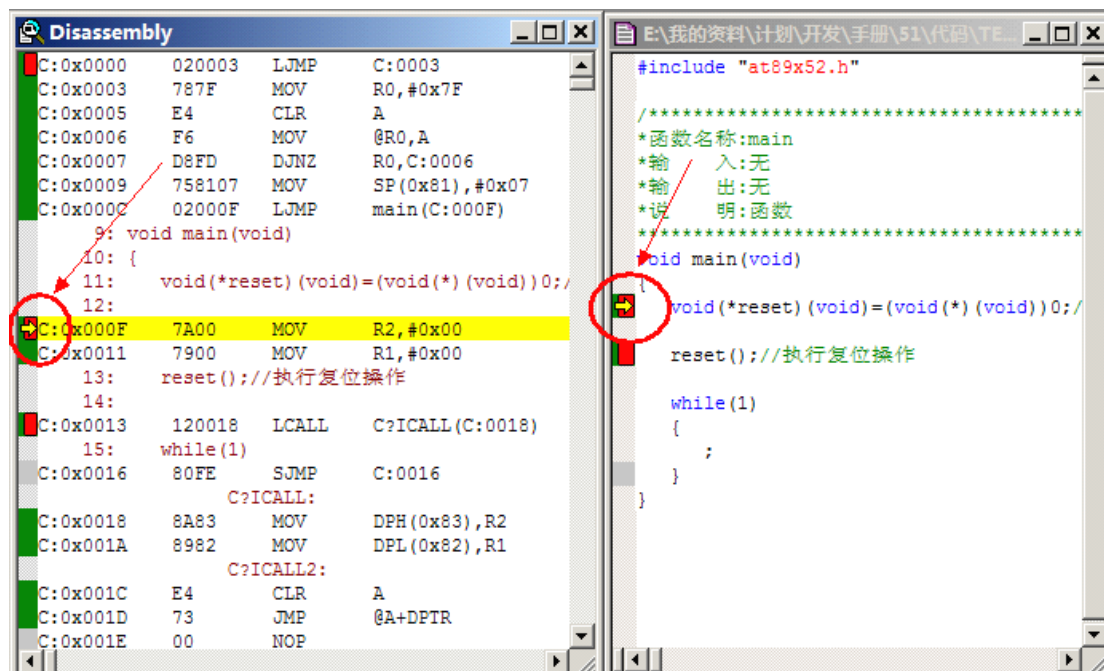 Disassembly
C:0x0000 020003 LJMP C:0003
C:0x0003 787F MOV R0,#0x7F
C:0x0005 E4 CLR A
C:0x0006 F6 MOV @R0,A
C:0x0007 D8FD DJNZ R0,C:0006
C:0x0009 758107 MOV SP(0x81),#0x07
C:0x000C 02000F LJMP main(C:000F)
9: void main(void)
10: {
11: void(*reset)(void)=(void(*)(void))0;/
12:
C:0x000F 7A00 MOV R2,#0x00
C:0x0011 7900 MOV R1,#0x00
13: reset();//执行复位操作
14:
C:0x0013 120018 LCALL C?ICALL(C:0018)
15: while(1)
C:0x0016 80FE SJMP C:0016
C?ICALL:
C:0x0018 8A83 MOV DPH(0x83),R2
C:0x001A 8982 MOV DPL(0x82),R1
C?ICALL2:
C:0x001C E4 CLR A
C:0x001D 73 JMP @A+DPTR
C:0x001E 00 NOP
E:\我的资料\计划\开发\手册\51\代码\TE...
#include "at89x52.h"
/****************************************
*函数名称:main
*输 入:无
*输 出:无
*说 明:函数
*****************************************
void main(void)
{
void(*reset)(void)=(void(*)(void))0;/
reset();//执行复位操作
while(1)
{
;
}
}